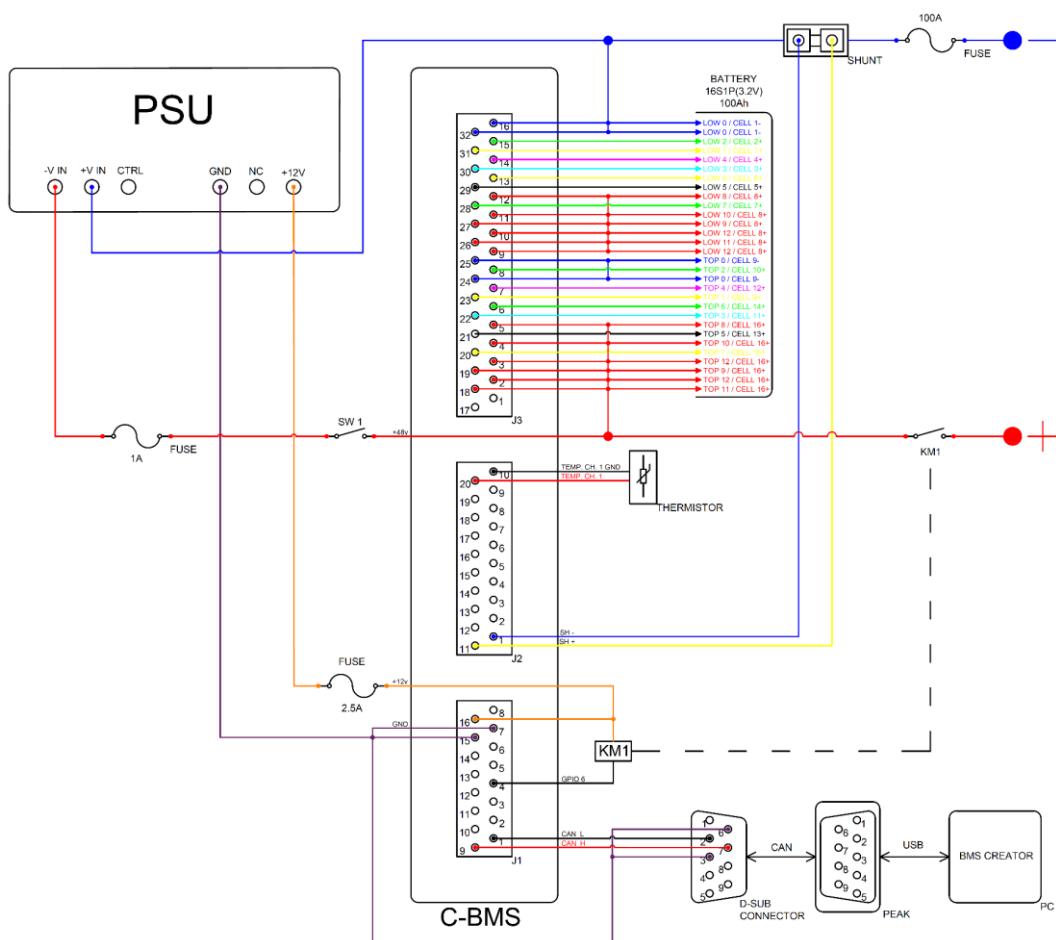 100A
FUSE
SHUNT
PSU
-V IN
+V IN
CTRL
GND
NC
+12V
BATTERY
16S1P(3.2V)
100Ah
LOW 0 / CELL 1-
LOW 0 / CELL 1-
LOW 2 / CELL 2+
LOW 4 / CELL 4+
LOW 3 / CELL 3+
LOW 5 / CELL 5+
LOW 8 / CELL 8+
LOW 7 / CELL 7+
LOW 10 / CELL 8+
LOW 9 / CELL 8+
LOW 12 / CELL 8+
LOW 11 / CELL 8+
LOW 12 / CELL 8+
TOP 0 / CELL 9-
TOP 2 / CELL 10+
TOP 0 / CELL 9-
TOP 4 / CELL 12+
TOP 6 / CELL 14+
TOP 3 / CELL 11+
TOP 8 / CELL 16+
TOP 5 / CELL 13+
TOP 10 / CELL 16+
TOP 12 / CELL 16+
TOP 9 / CELL 16+
TOP 12 / CELL 16+
TOP 11 / CELL 16+
16
32
15
31
14
30
13
29
12
28
11
27
10
26
9
25
8
24
7
23
6
22
5
21
4
20
3
19
2
18
1
17
J3
1A
FUSE
SW 1
+48v
KM1
TEMP. CH. 1 GND
TEMP. CH. 1
THERMISTOR
10
20
9
19
8
18
7
17
6
16
5
15
4
14
3
13
2
12
1
11
J2
SH -
SH +
FUSE
2.5A
+12v
GND
8
16
7
15
6
14
5
13
4
12
3
11
2
10
1
9
J1
KM1
GPIO 6
CAN L
CAN H
C-BMS
1
6
2
7
3
8
4
9
5
D-SUB
CONNECTOR
CAN
1
6
2
7
3
8
4
9
5
PEAK
USB
BMS CREATOR
PC